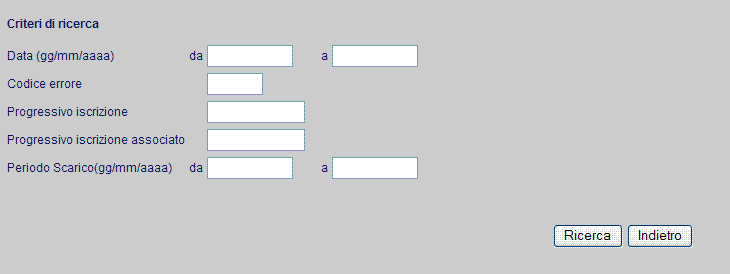 Criteri di ricerca
Data (gg/mm/aaaa) da a
Codice errore
Progressivo iscrizione
Progressivo iscrizione associato
Periodo Scarico(gg/mm/aaaa) da a
Ricerca Indietro